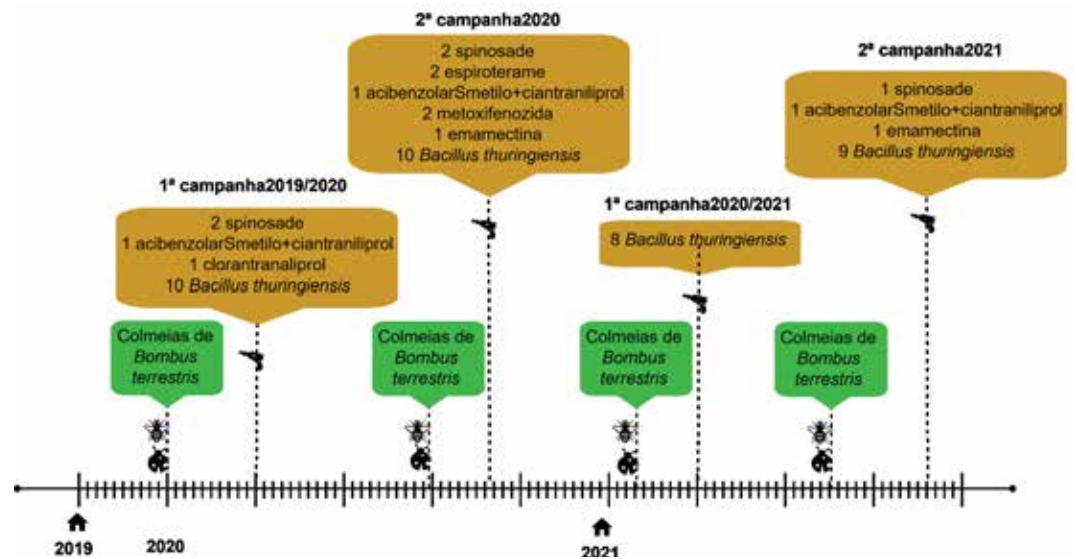 2ª campanha2020
2 spinosade
2 espiroterame
1 acibenzolarSmetilo+ciantraniliprol
2 metoxifenozida
1 emamectina
10 Bacillus thuringiensis
2ª campanha2021
1 spinosade
1 acibenzolarSmetilo+ciantraniliprol
1 emamectina
9 Bacillus thuringiensis
1ª campanha2019/2020
2 spinosade
1 acibenzolarSmetilo+ciantraniliprol
1 clorantranaliprol
10 Bacillus thuringiensis
1ª campanha2020/2021
8 Bacillus thuringiensis
Colmeias de
Bombus
terrestris
Colmeias de
Bombus
terrestris
Colmeias de
Bombus
terrestris
Colmeias de
Bombus
terrestris
2019
2020
2021